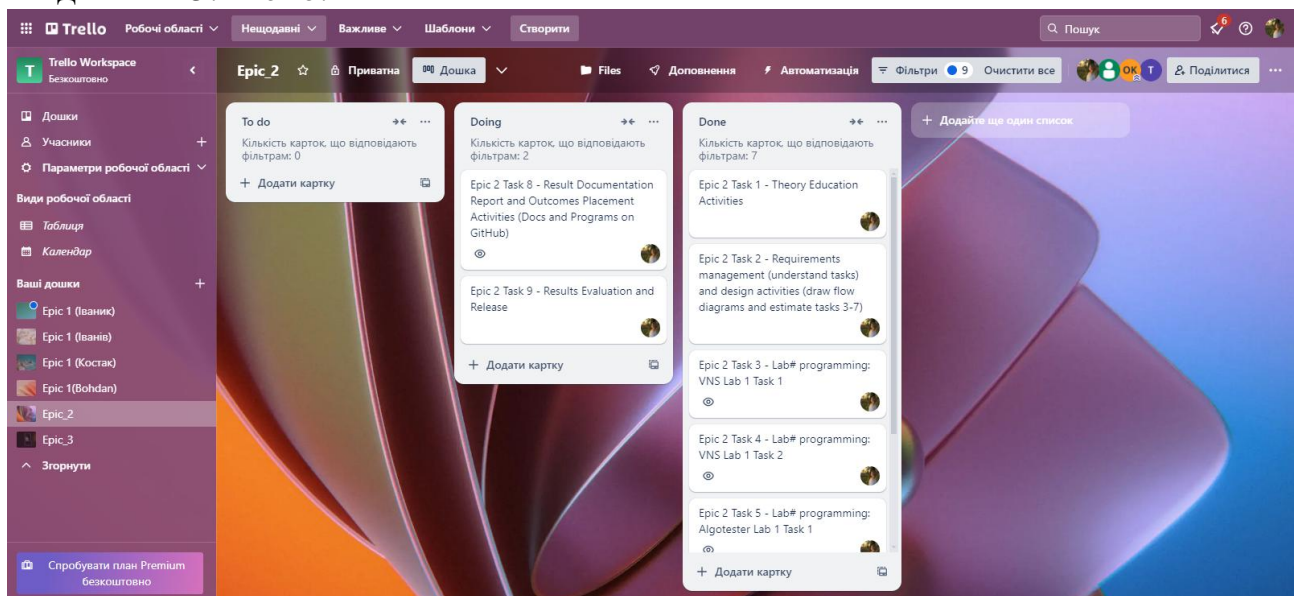 Trello
Робочі області
Нещодавні
Важливе
Шаблони
Створити
Пошук
6
T
Trello Workspace
Безкоштовно
Epic_2
Приватна
Дошка
Files
Доповнення
Автоматизація
Фільтри
9
Очистити все
OK
T
Поділитися
Дошки
Учасники
Параметри робочої області
Види робочої області
Таблиця
Календар
Ваші дошки
Epic 1 (Іваник)
Epic 1 (Іванів)
Epic 1 (Костак)
Epic 1(Bohdan)
Epic_2
Epic_3
Згорнути
Спробувати план Premium
безкоштовно
To do
Кількість карток, що відповідають
фільтрам: 0
Додати картку
Doing
Кількість карток, що відповідають
фільтрам: 2
Epic 2 Task 8 - Result Documentation
Report and Outcomes Placement
Activities (Docs and Programs on
GitHub)
Epic 2 Task 9 - Results Evaluation and
Release
Додати картку
Done
Кількість карток, що відповідають
фільтрам: 7
Epic 2 Task 1 - Theory Education
Activities
Epic 2 Task 2 - Requirements
management (understand tasks)
and design activities (draw flow
diagrams and estimate tasks 3-7)
Epic 2 Task 3 - Lab# programming:
VNS Lab 1 Task 1
Epic 2 Task 4 - Lab# programming:
VNS Lab 1 Task 2
Epic 2 Task 5 - Lab# programming:
Algotester Lab 1 Task 1
Додати картку
Додайте ще один список